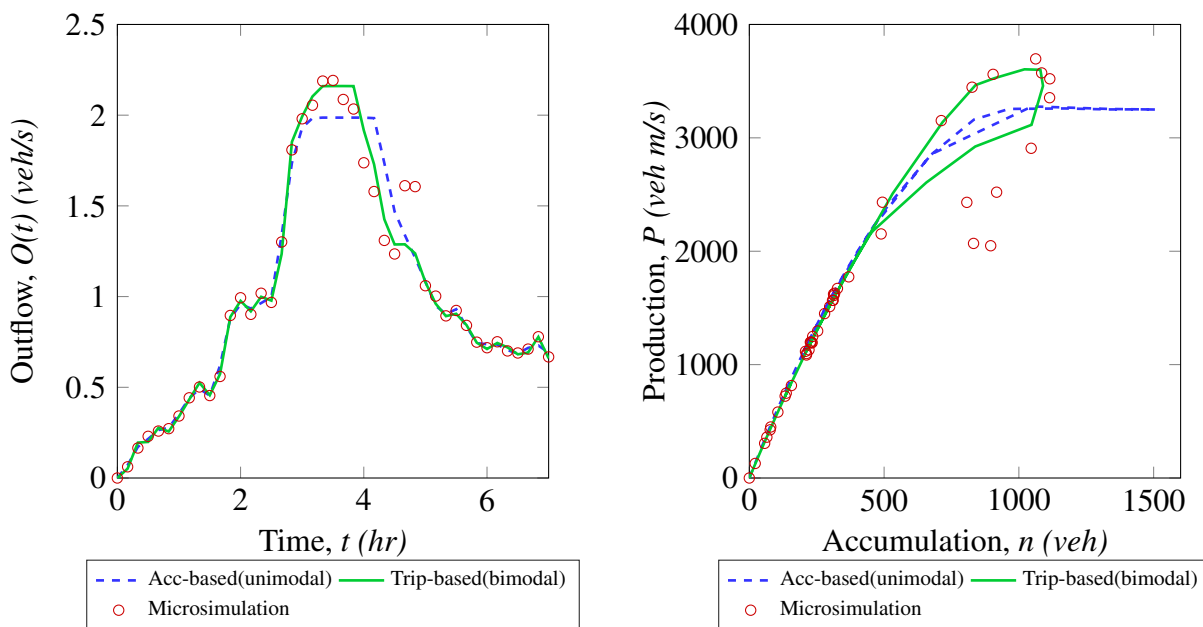 2.5
2
1.5
1
0.5
0
0 2 4 6
Outflow, O(t) (veh/s)
Time, t (hr)
Acc-based(unimodal) Trip-based(bimodal)
Microsimulation
4000
3000
2000
1000
0
0 500 1000 1500
Production, P (veh m/s)
Accumulation, n (veh)
Acc-based(unimodal) Trip-based(bimodal)
Microsimulation